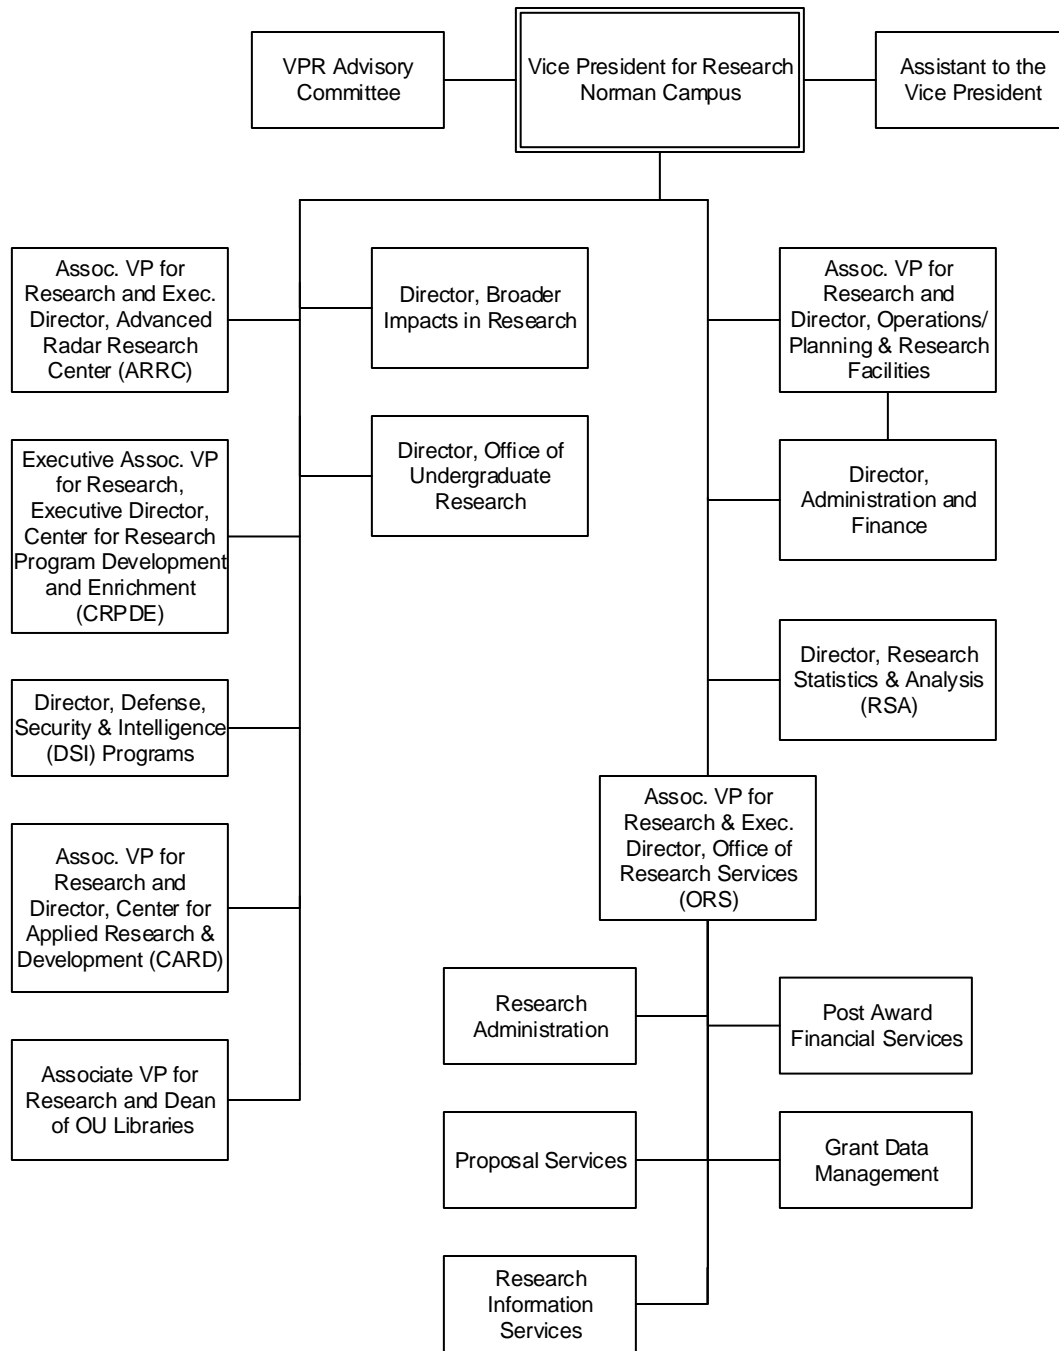 VPR Advisory
Committee
Vice President for Research
Norman Campus
Assistant to the
Vice President
Assoc. VP for
Research and Exec.
Director, Advanced
Radar Research
Center (ARRC)
Director, Broader
Impacts in Research
Assoc. VP for
Research and
Director, Operations/
Planning & Research
Facilities
Executive Assoc. VP
for Research,
Executive Director,
Center for Research
Program Development
and Enrichment
(CRPDE)
Director, Office of
Undergraduate
Research
Director,
Administration and
Finance
Director, Defense,
Security & Intelligence
(DSI) Programs
Director, Research
Statistics & Analysis
(RSA)
Assoc. VP for
Research and
Director, Center for
Applied Research &
Development (CARD)
Assoc. VP for
Research & Exec.
Director, Office of
Research Services
(ORS)
Associate VP for
Research and Dean
of OU Libraries
Research
Administration
Post Award
Financial Services
Proposal Services
Grant Data
Management
Research
Information
Services